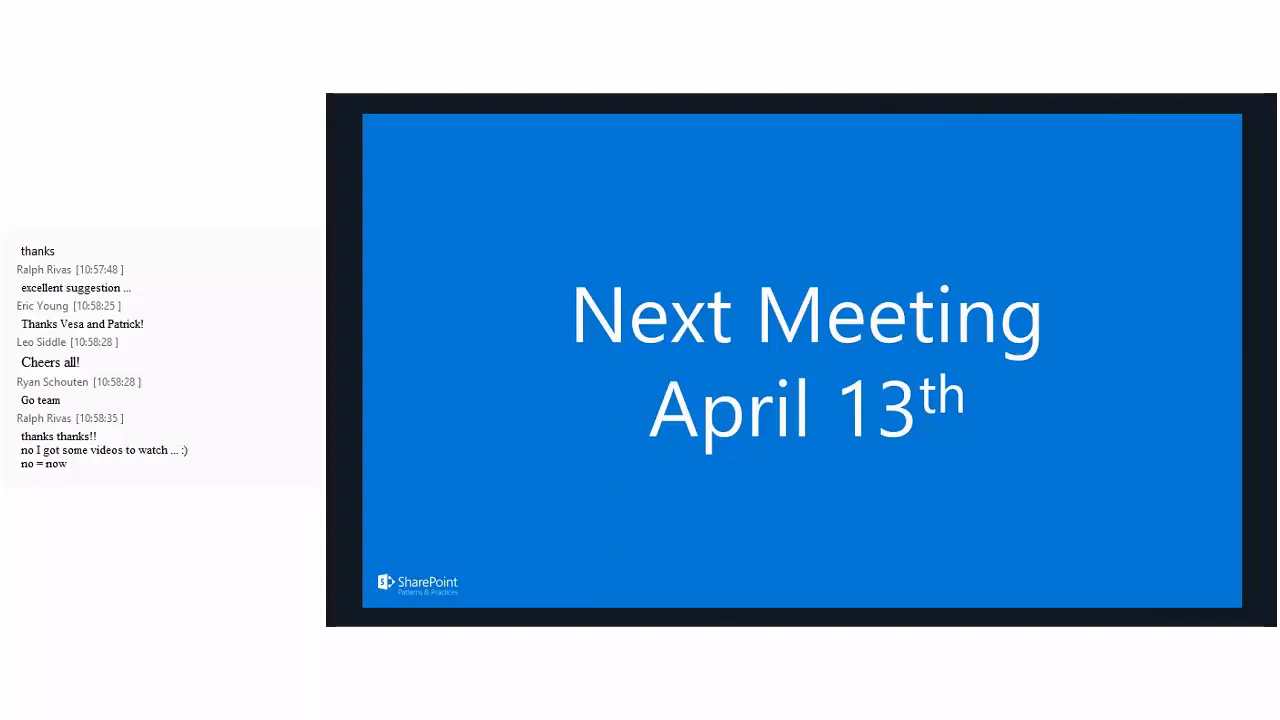 thanks
Ralph Rivas [10:57:48 ]
excellent suggestion ...
Eric Young [10:58:25 ]
Thanks Vesa and Patrick!
Leo Siddle [10:58:28 ]
Cheers all!
Ryan Schouten [10:58:28 ]
Go team
Ralph Rivas [10:58:35 ]
thanks thanks!!
no I got some videos to watch ... :)
no = now
Next Meeting
April 13th
SharePoint
Patterns & Practices